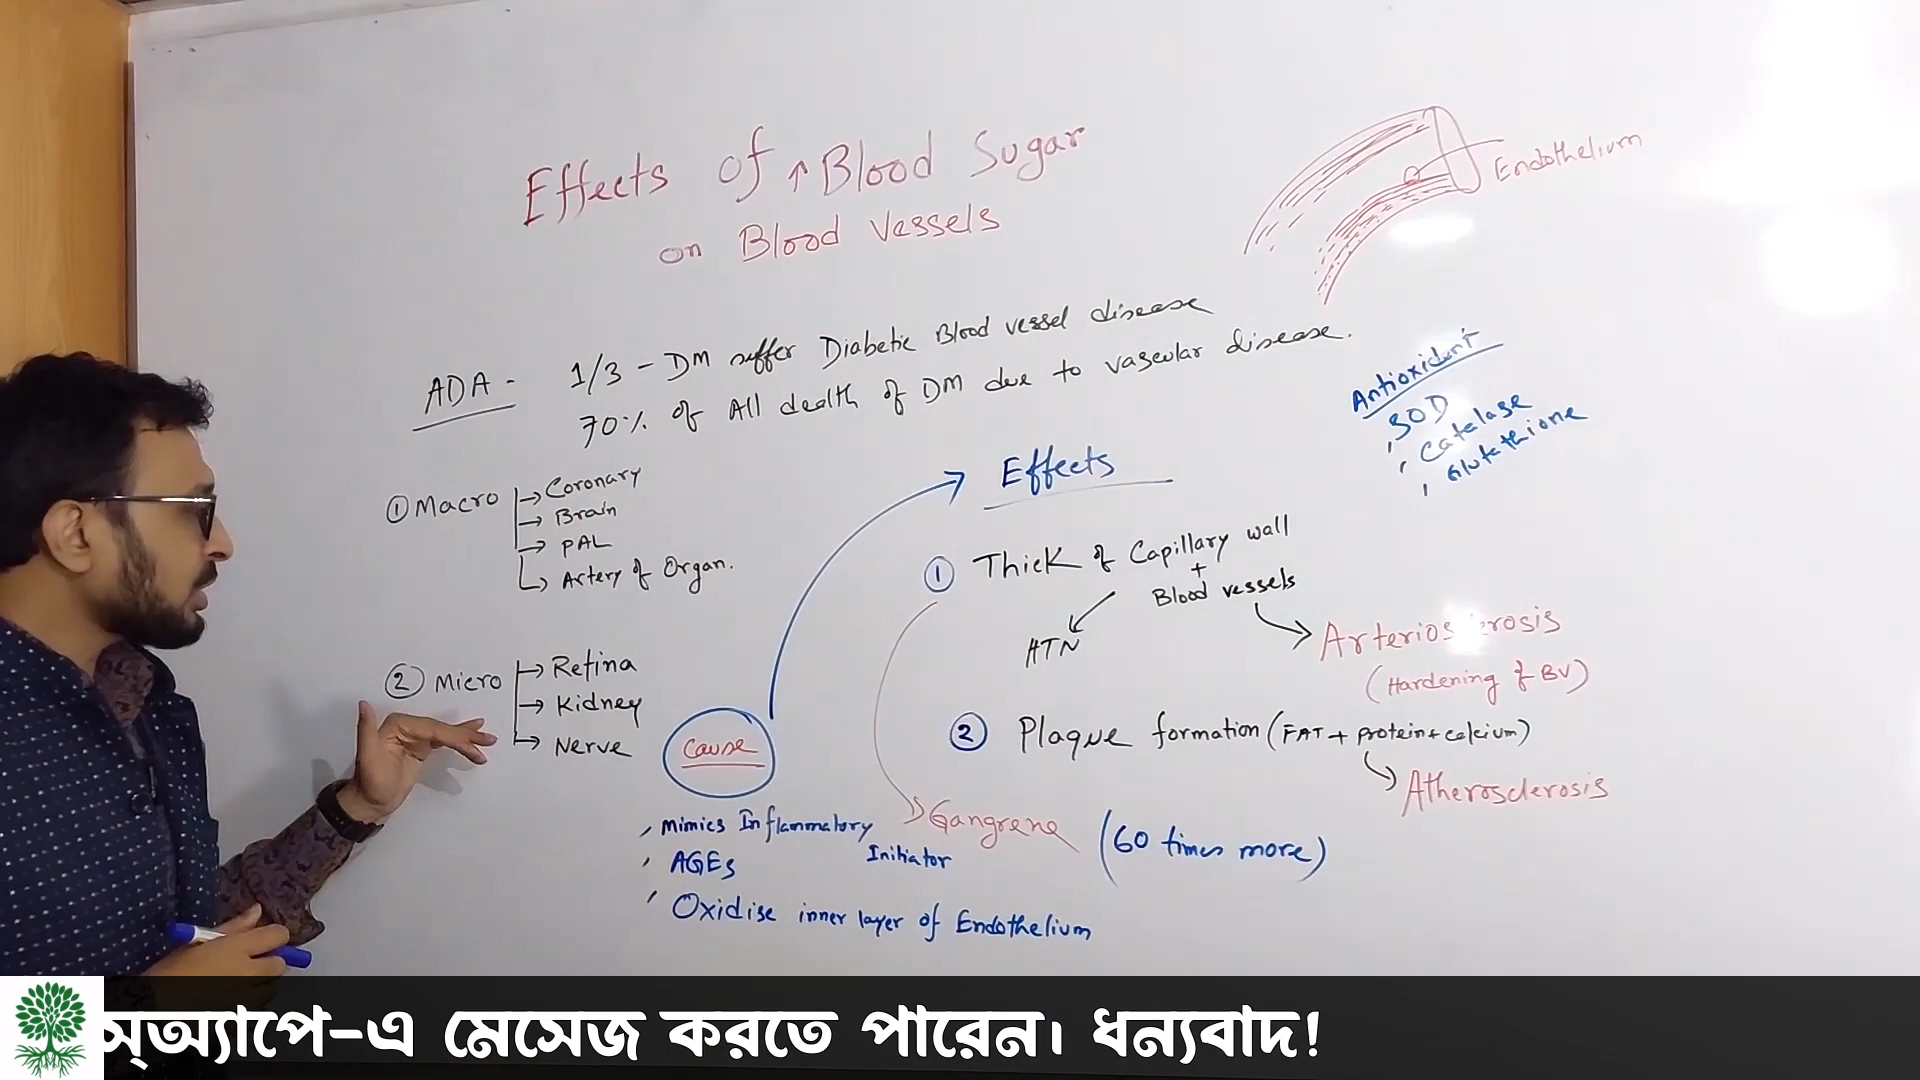 Effects of ↑ Blood Sugar
on Blood Vessels
Endothelium
ADA - 1/3 - DM suffer Diabetic Blood vessel disease
70% of All death of DM due to vascular disease.
Antioxident
SOD
Catelase
Glutathione
① Macro → Coronary
→ Brain
→ PAL
→ Artery of Organ.
② Micro → Retina
→ Kidney
→ Nerve
Cause
Mimics Inflammatory
Initiator
AGEs
Oxidise inner layer of Endothelium
Effects
① Thick of Capillary wall
+
Blood vessels
HTN
(Hardening of BV)
② Plaque formation (FAT + protein + calcium)
Atherosclerosis
Gangrene (60 times more)
স্অ্যাপে-এ মেসেজ করতে পারেন। ধন্যবাদ!